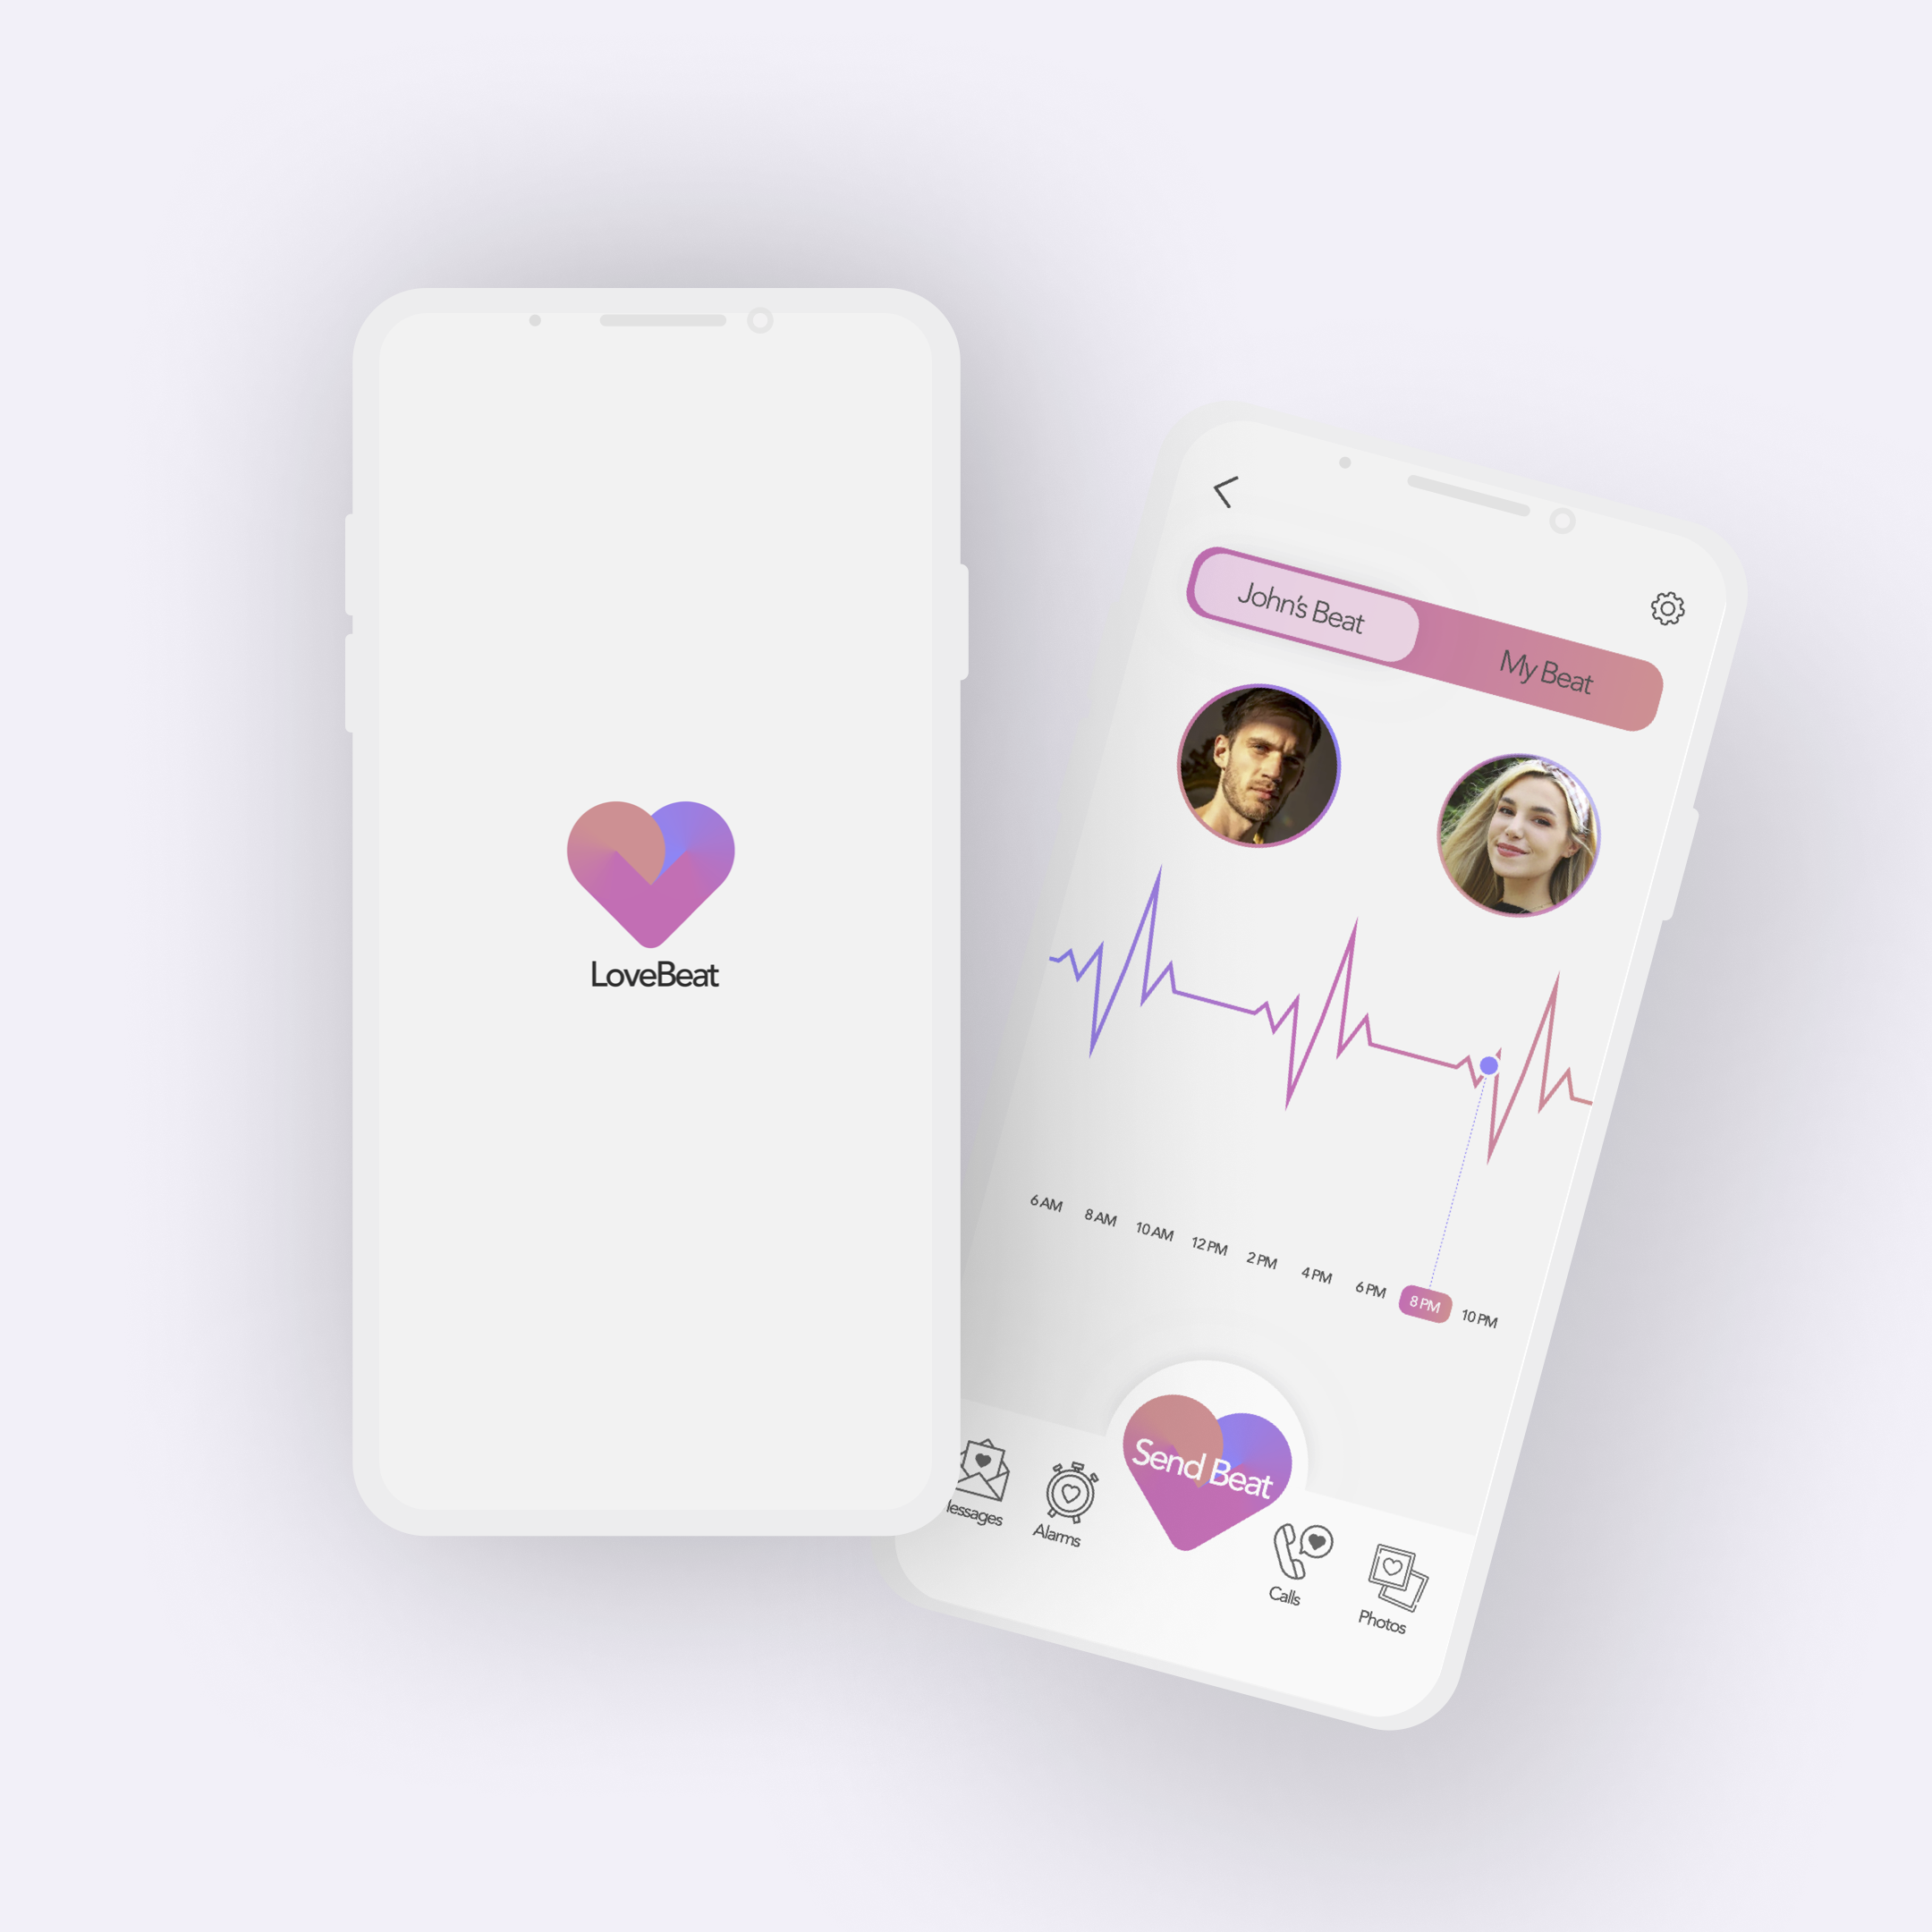 LoveBeat
John's Beat
My Beat
6 AM 8 AM 10 AM 12 PM 2 PM 4 PM 6 PM 8 PM 10 PM
Send Beat
essages
Alarms
Calls
Photos